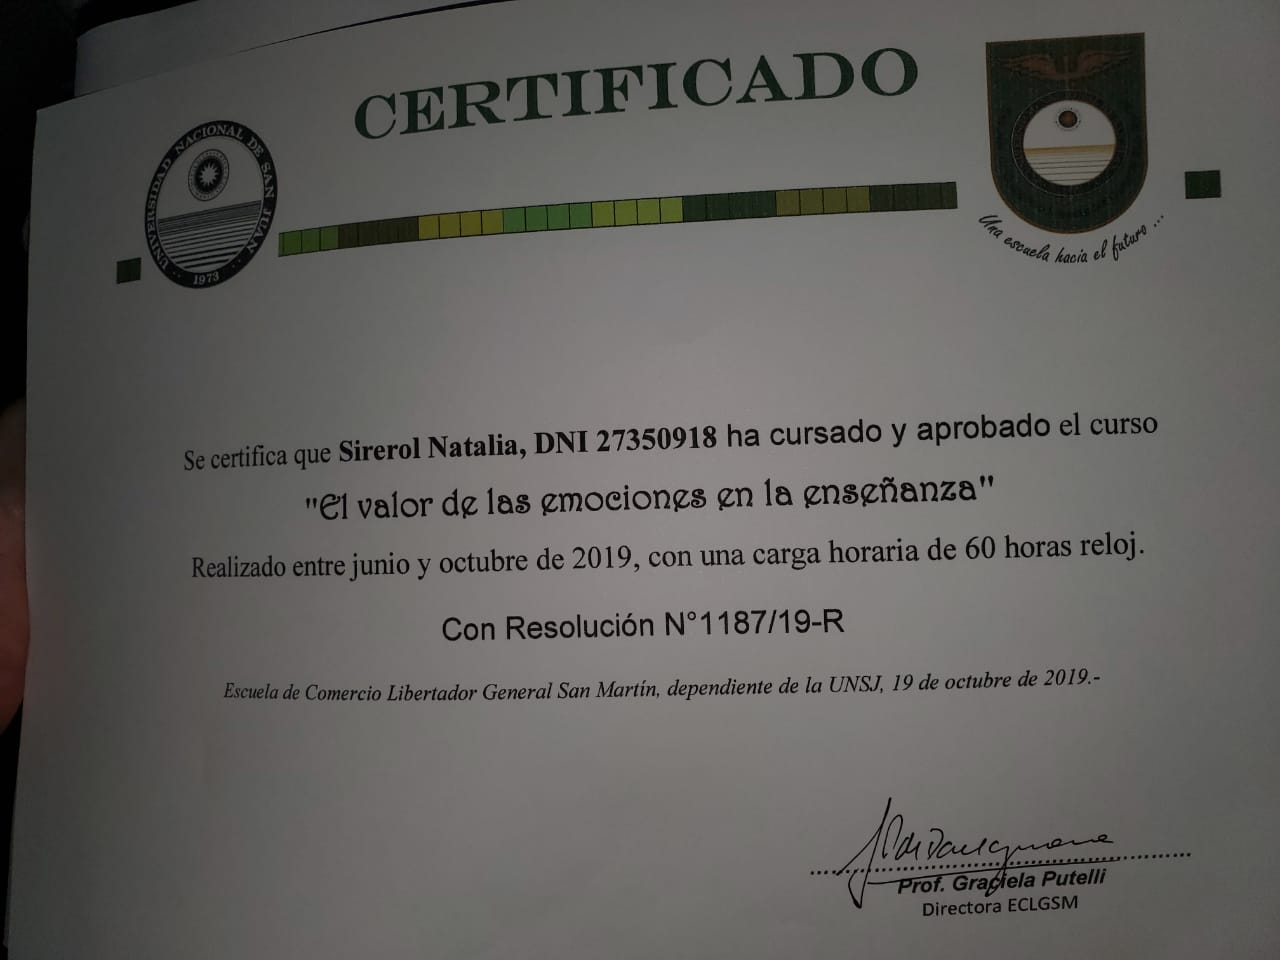 CERTIFICADO
UNIVERSIDAD NACIONAL DE SAN JUAN
1973
Una escuela hacia el futuro ...
Se certifica que Sirerol Natalia, DNI 27350918 ha cursado y aprobado el curso
"El valor de las emociones en la enseñanza"
Realizado entre junio y octubre de 2019, con una carga horaria de 60 horas reloj.
Con Resolución N°1187/19-R
Escuela de Comercio Libertador General San Martín, dependiente de la UNSJ, 19 de octubre de 2019.-
Prof. Graciela Putelli
Directora ECLGSM